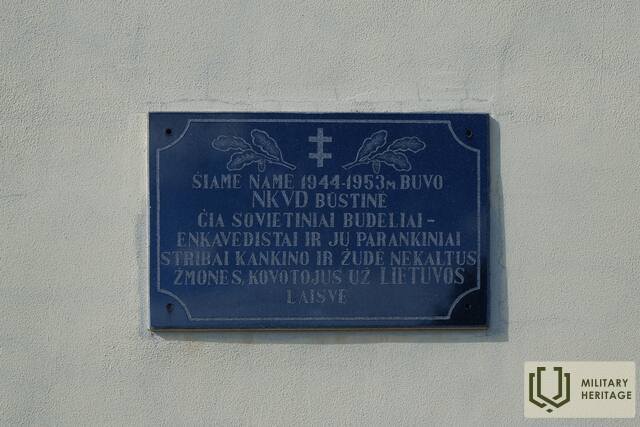 ŠIAME NAME 1944-1953M BUVO
NKVD BŪSTINĖ
ČIA SOVIETINIAI BUDELIAI -
ENKAVEDISTAI IR JŲ PARANKINIAI
STRIBAI KANKINO IR ŽUDĖ NEKALTUS
ŽMONES, KOVOTOJUS UŽ LIETUVOS
LAISVĘ
MILITARY
HERITAGE